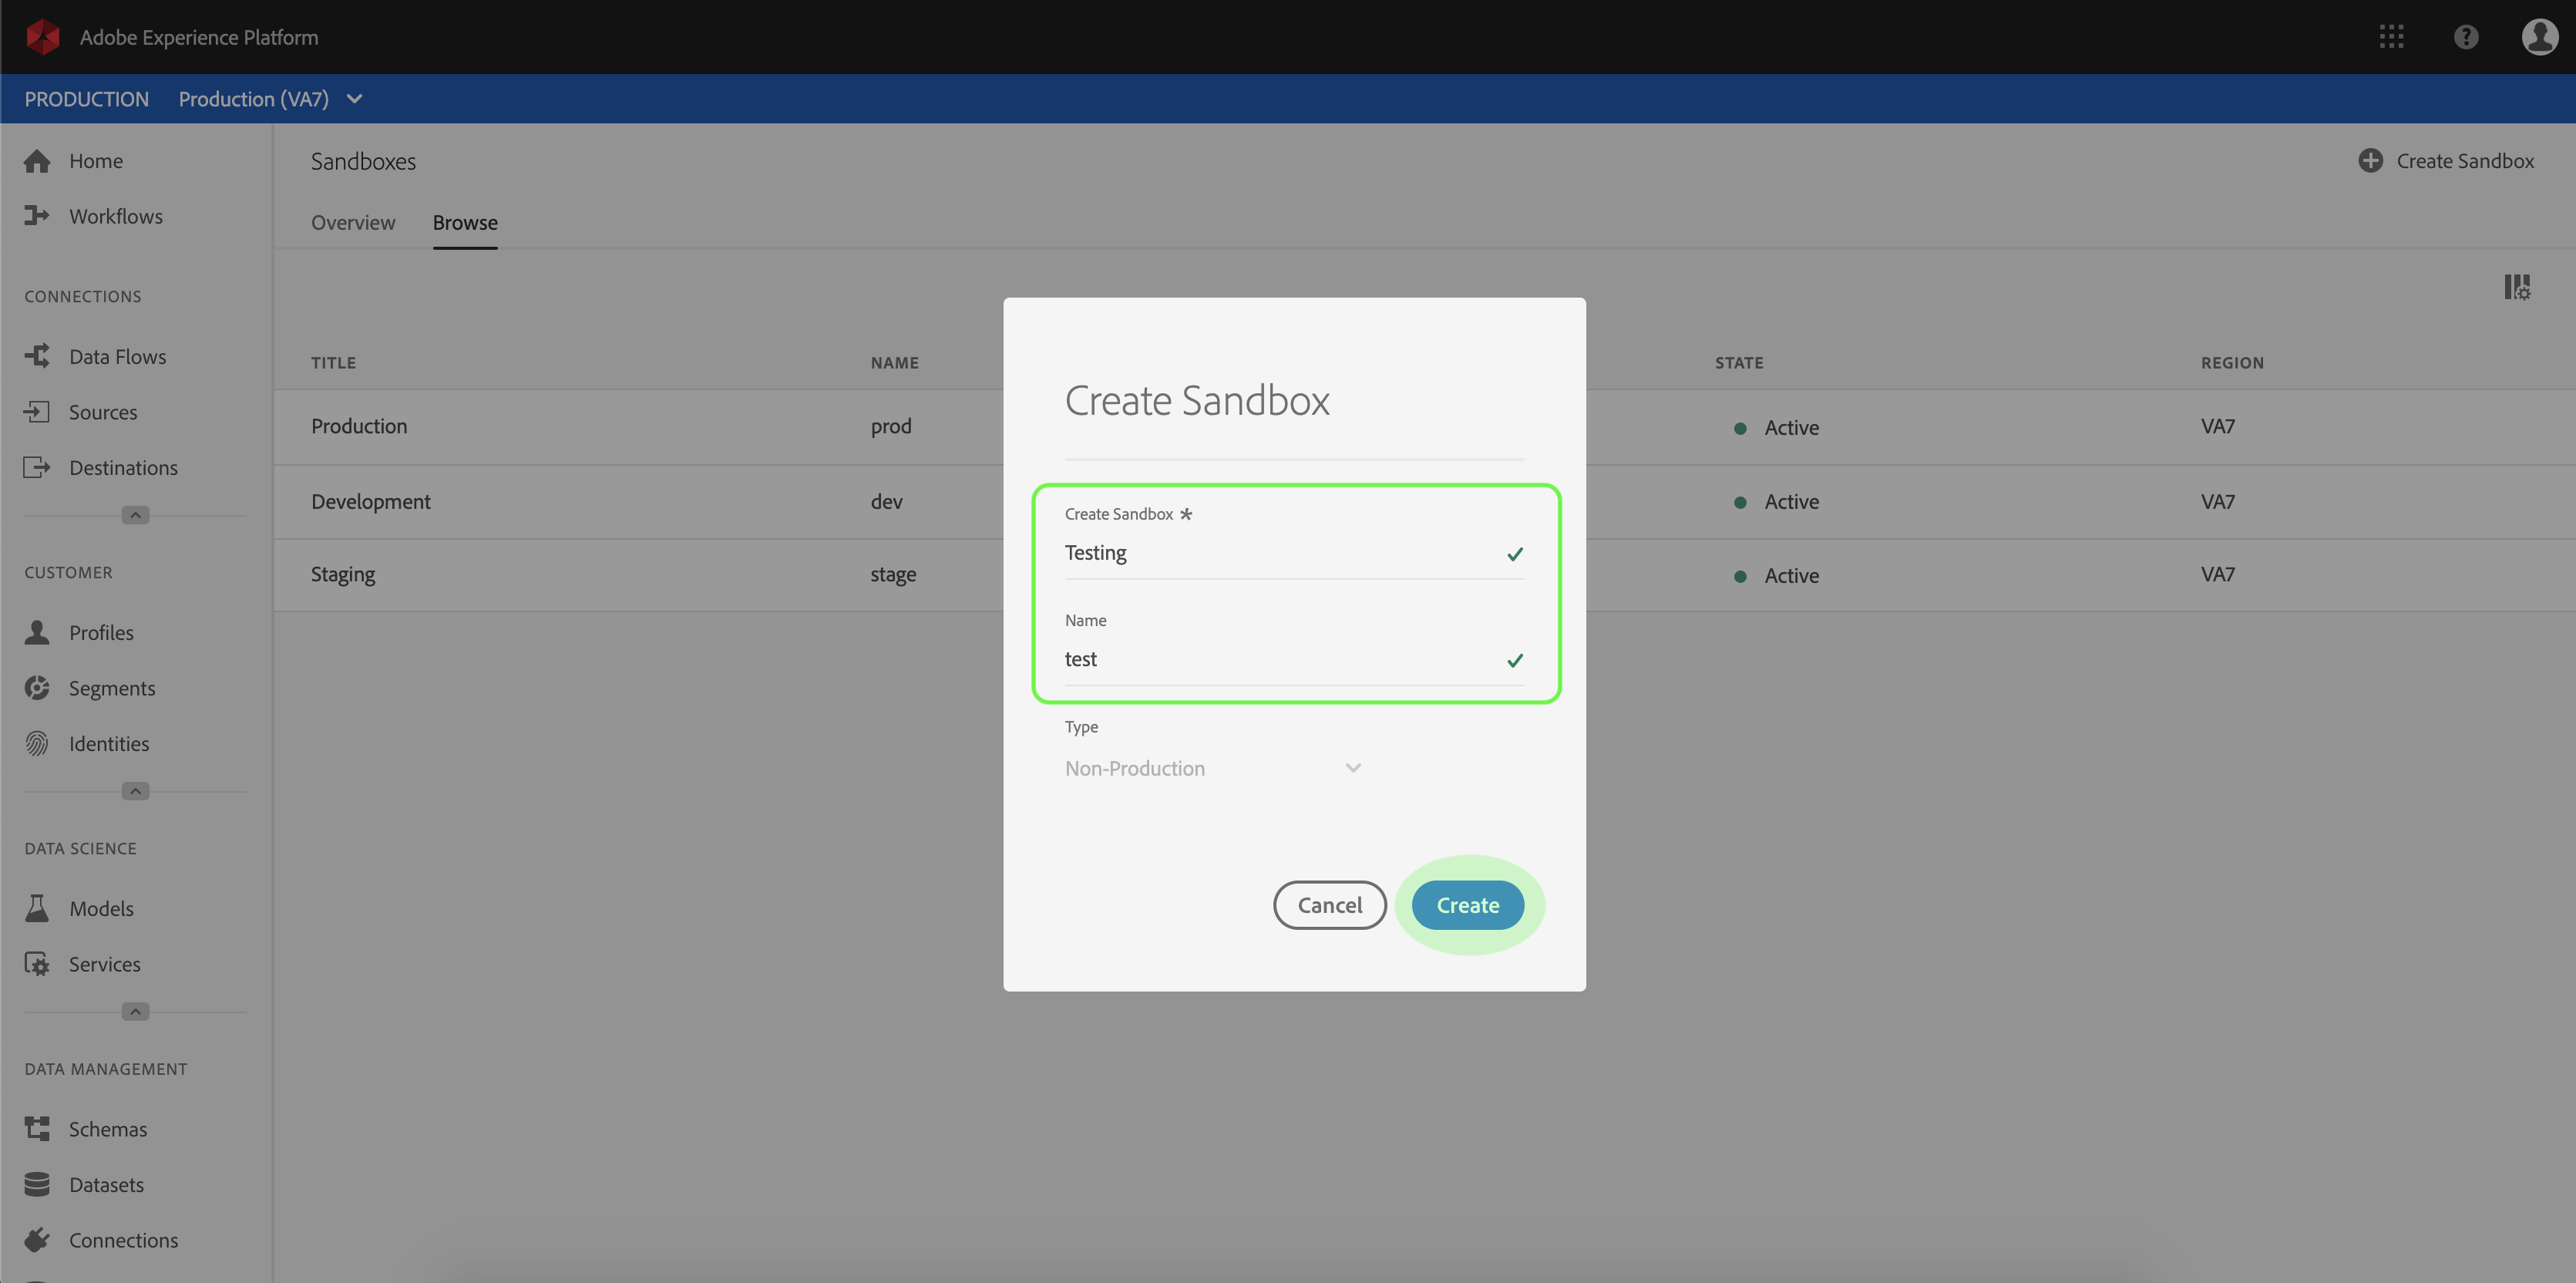 Adobe Experience Platform
PRODUCTION Production (VA7)
Home
Workflows
CONNECTIONS
Data Flows
Sources
Destinations
CUSTOMER
Profiles
Segments
Identities
DATA SCIENCE
Models
Services
DATA MANAGEMENT
Schemas
Datasets
Connections
Sandboxes
Create Sandbox
Overview Browse
TITLE NAME STATE REGION
Production prod Active VA7
Development dev Active VA7
Staging stage Active VA7
Create Sandbox
Create Sandbox *
Testing
Name
test
Type
Non-Production
Cancel Create